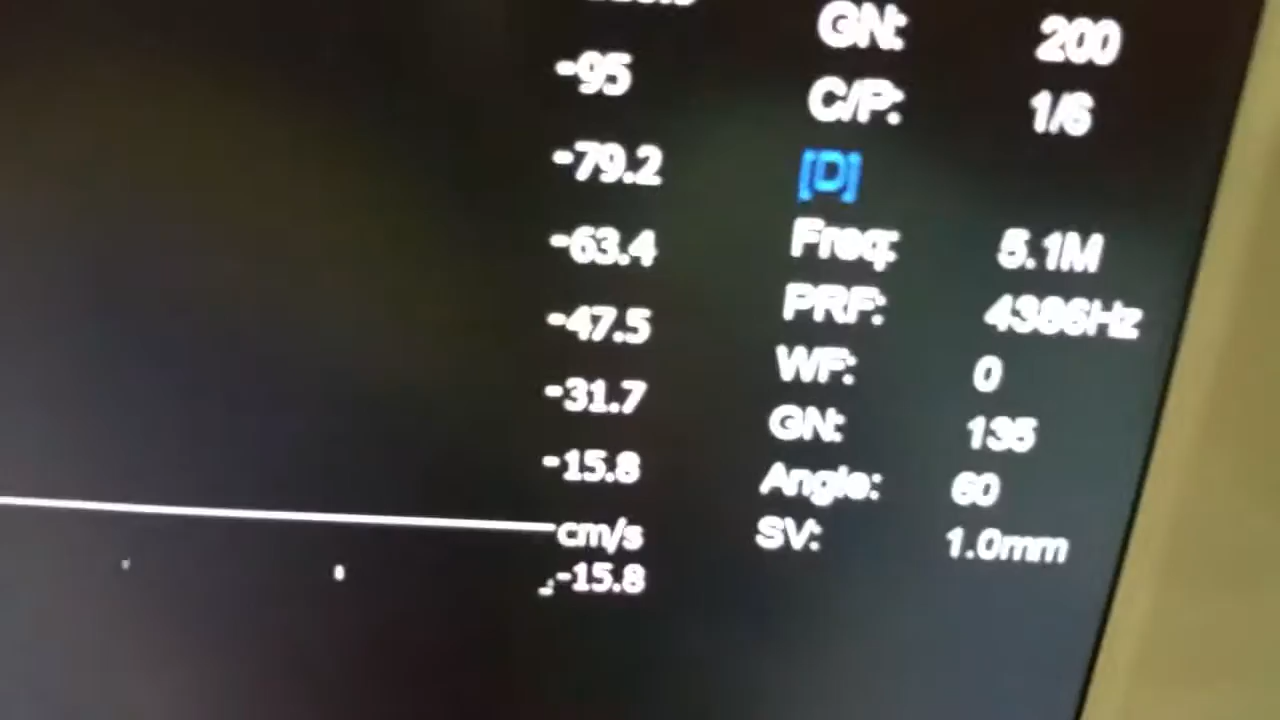 GN: 200
-95
C/P: 1/6
-79.2
[D]
-63.4
Freq: 5.1M
-47.5
PRF: 4386Hz
-31.7
WF: 0
GN: 135
-15.8
Angle: 60
cm/s
SV: 1.0mm
-15.8